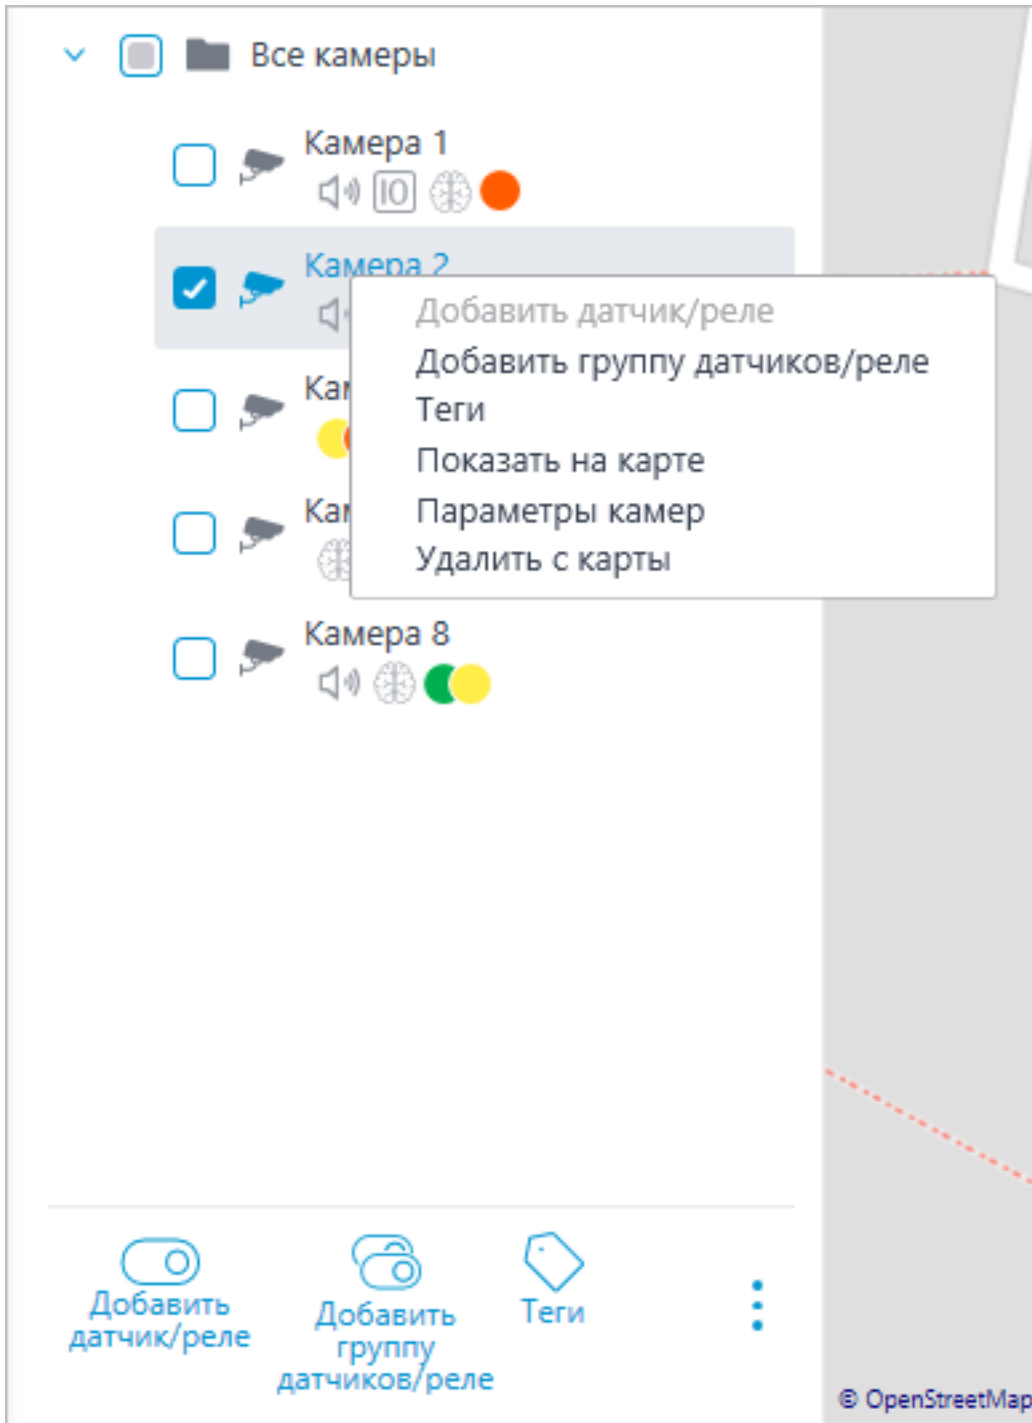 Все камеры
Камера 1
IO
Камера 2
Добавить датчик/реле
Добавить группу датчиков/реле
Теги
Показать на карте
Параметры камер
Удалить с карты
Камера 8
Добавить
датчик/реле
Добавить
группу
датчиков/реле
Теги
© OpenStreetMap